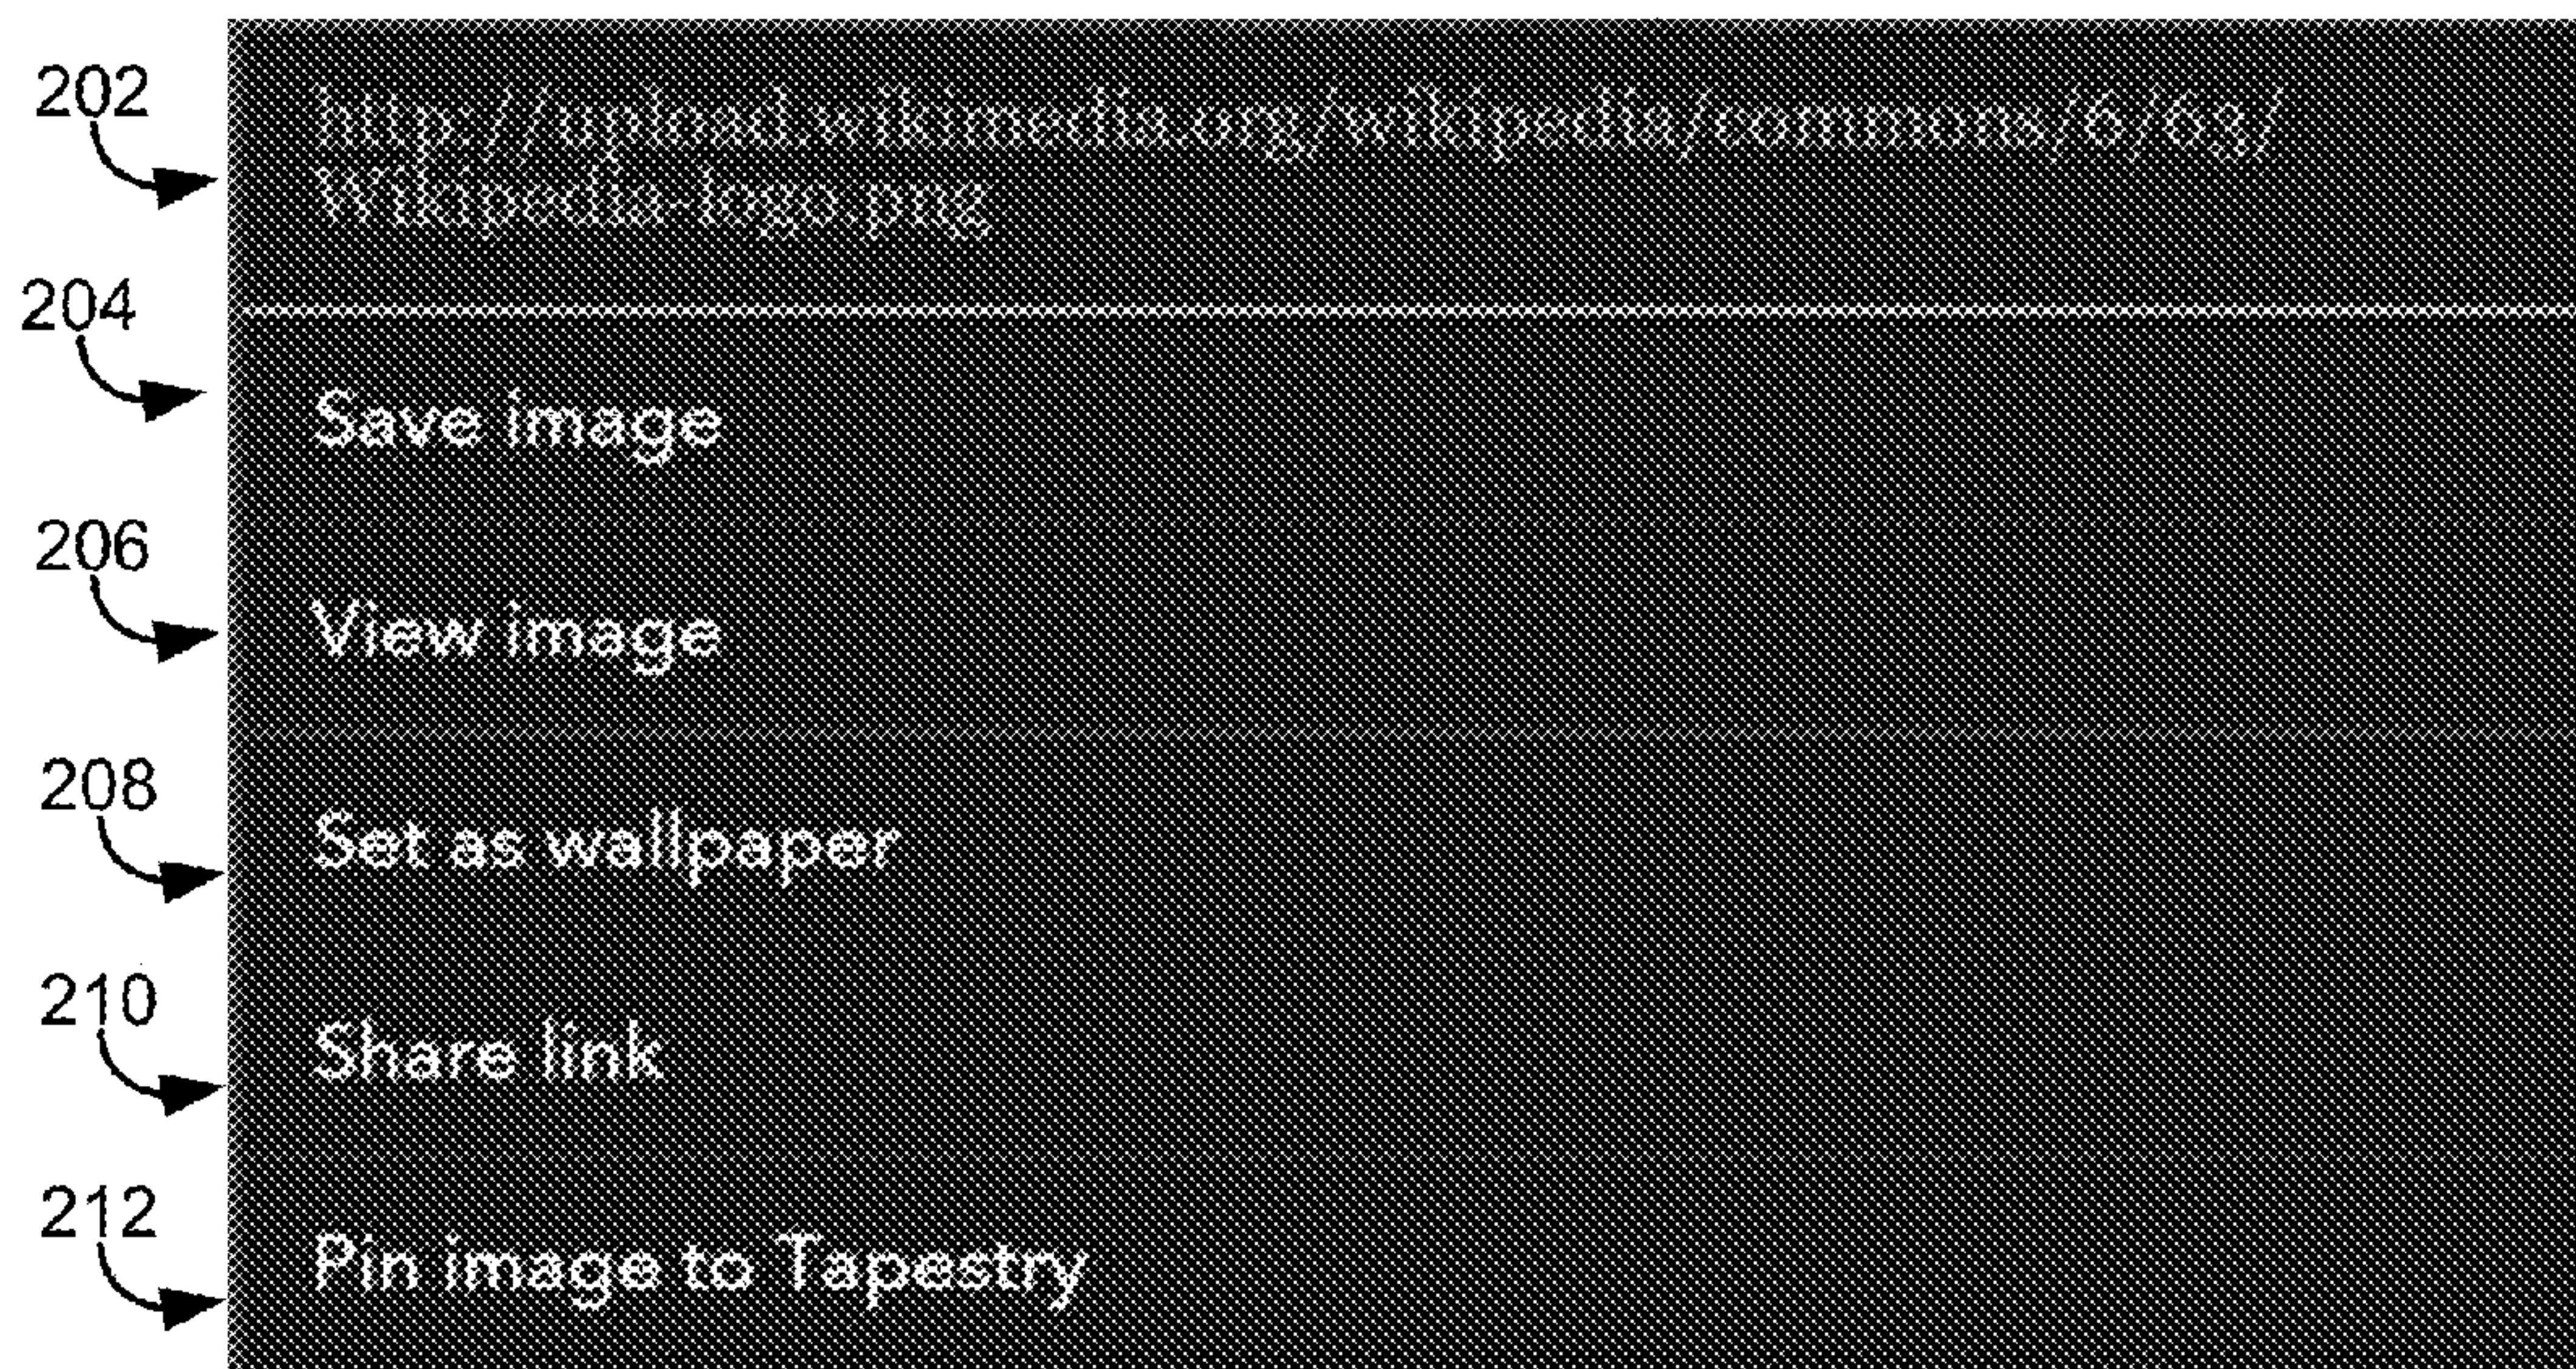 202
http://upload.wikimedia.org/wikipedia/commons/6/63/
Wikipedia-logo.png
204
Save image
206
View image
208
Set as wallpaper
210
Share link
212
Pin image to Tapestry